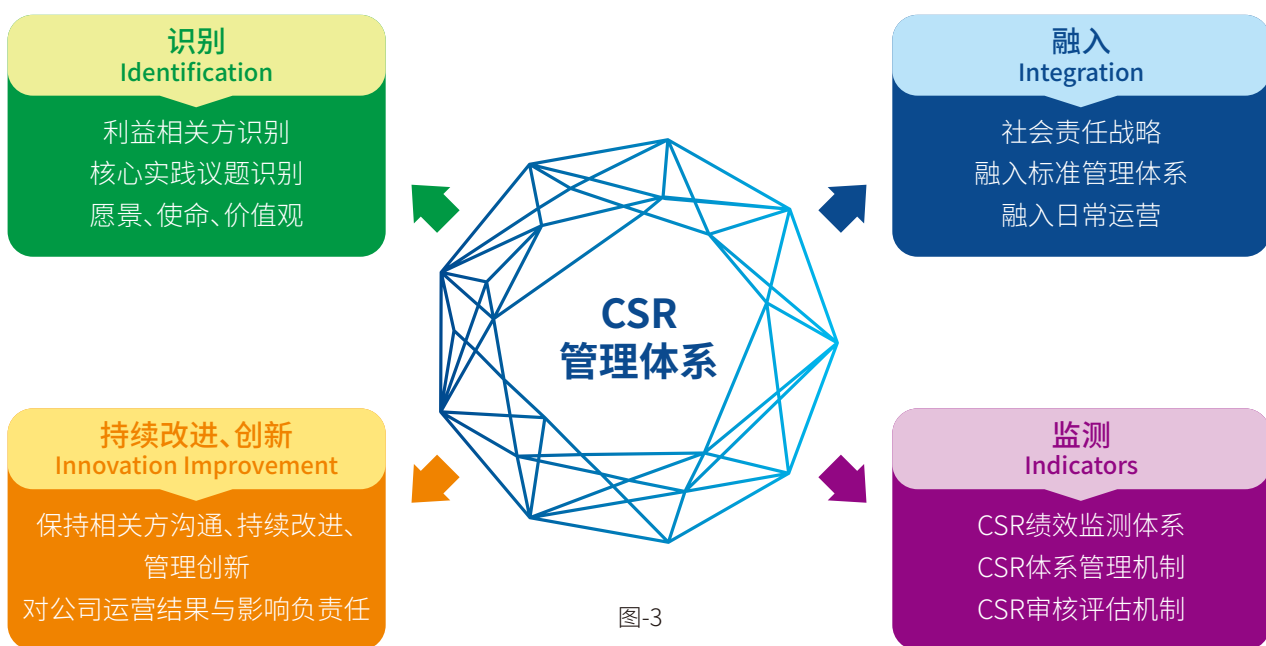 识别
Identification
利益相关方识别
核心实践议题识别
愿景、使命、价值观
融入
Integration
社会责任战略
融入标准管理体系
融入日常运营
CSR
管理体系
持续改进、创新
Innovation Improvement
保持相关方沟通、持续改进、
管理创新
对公司运营结果与影响负责任
监测
Indicators
CSR绩效监测体系
CSR体系管理机制
CSR审核评估机制
图-3